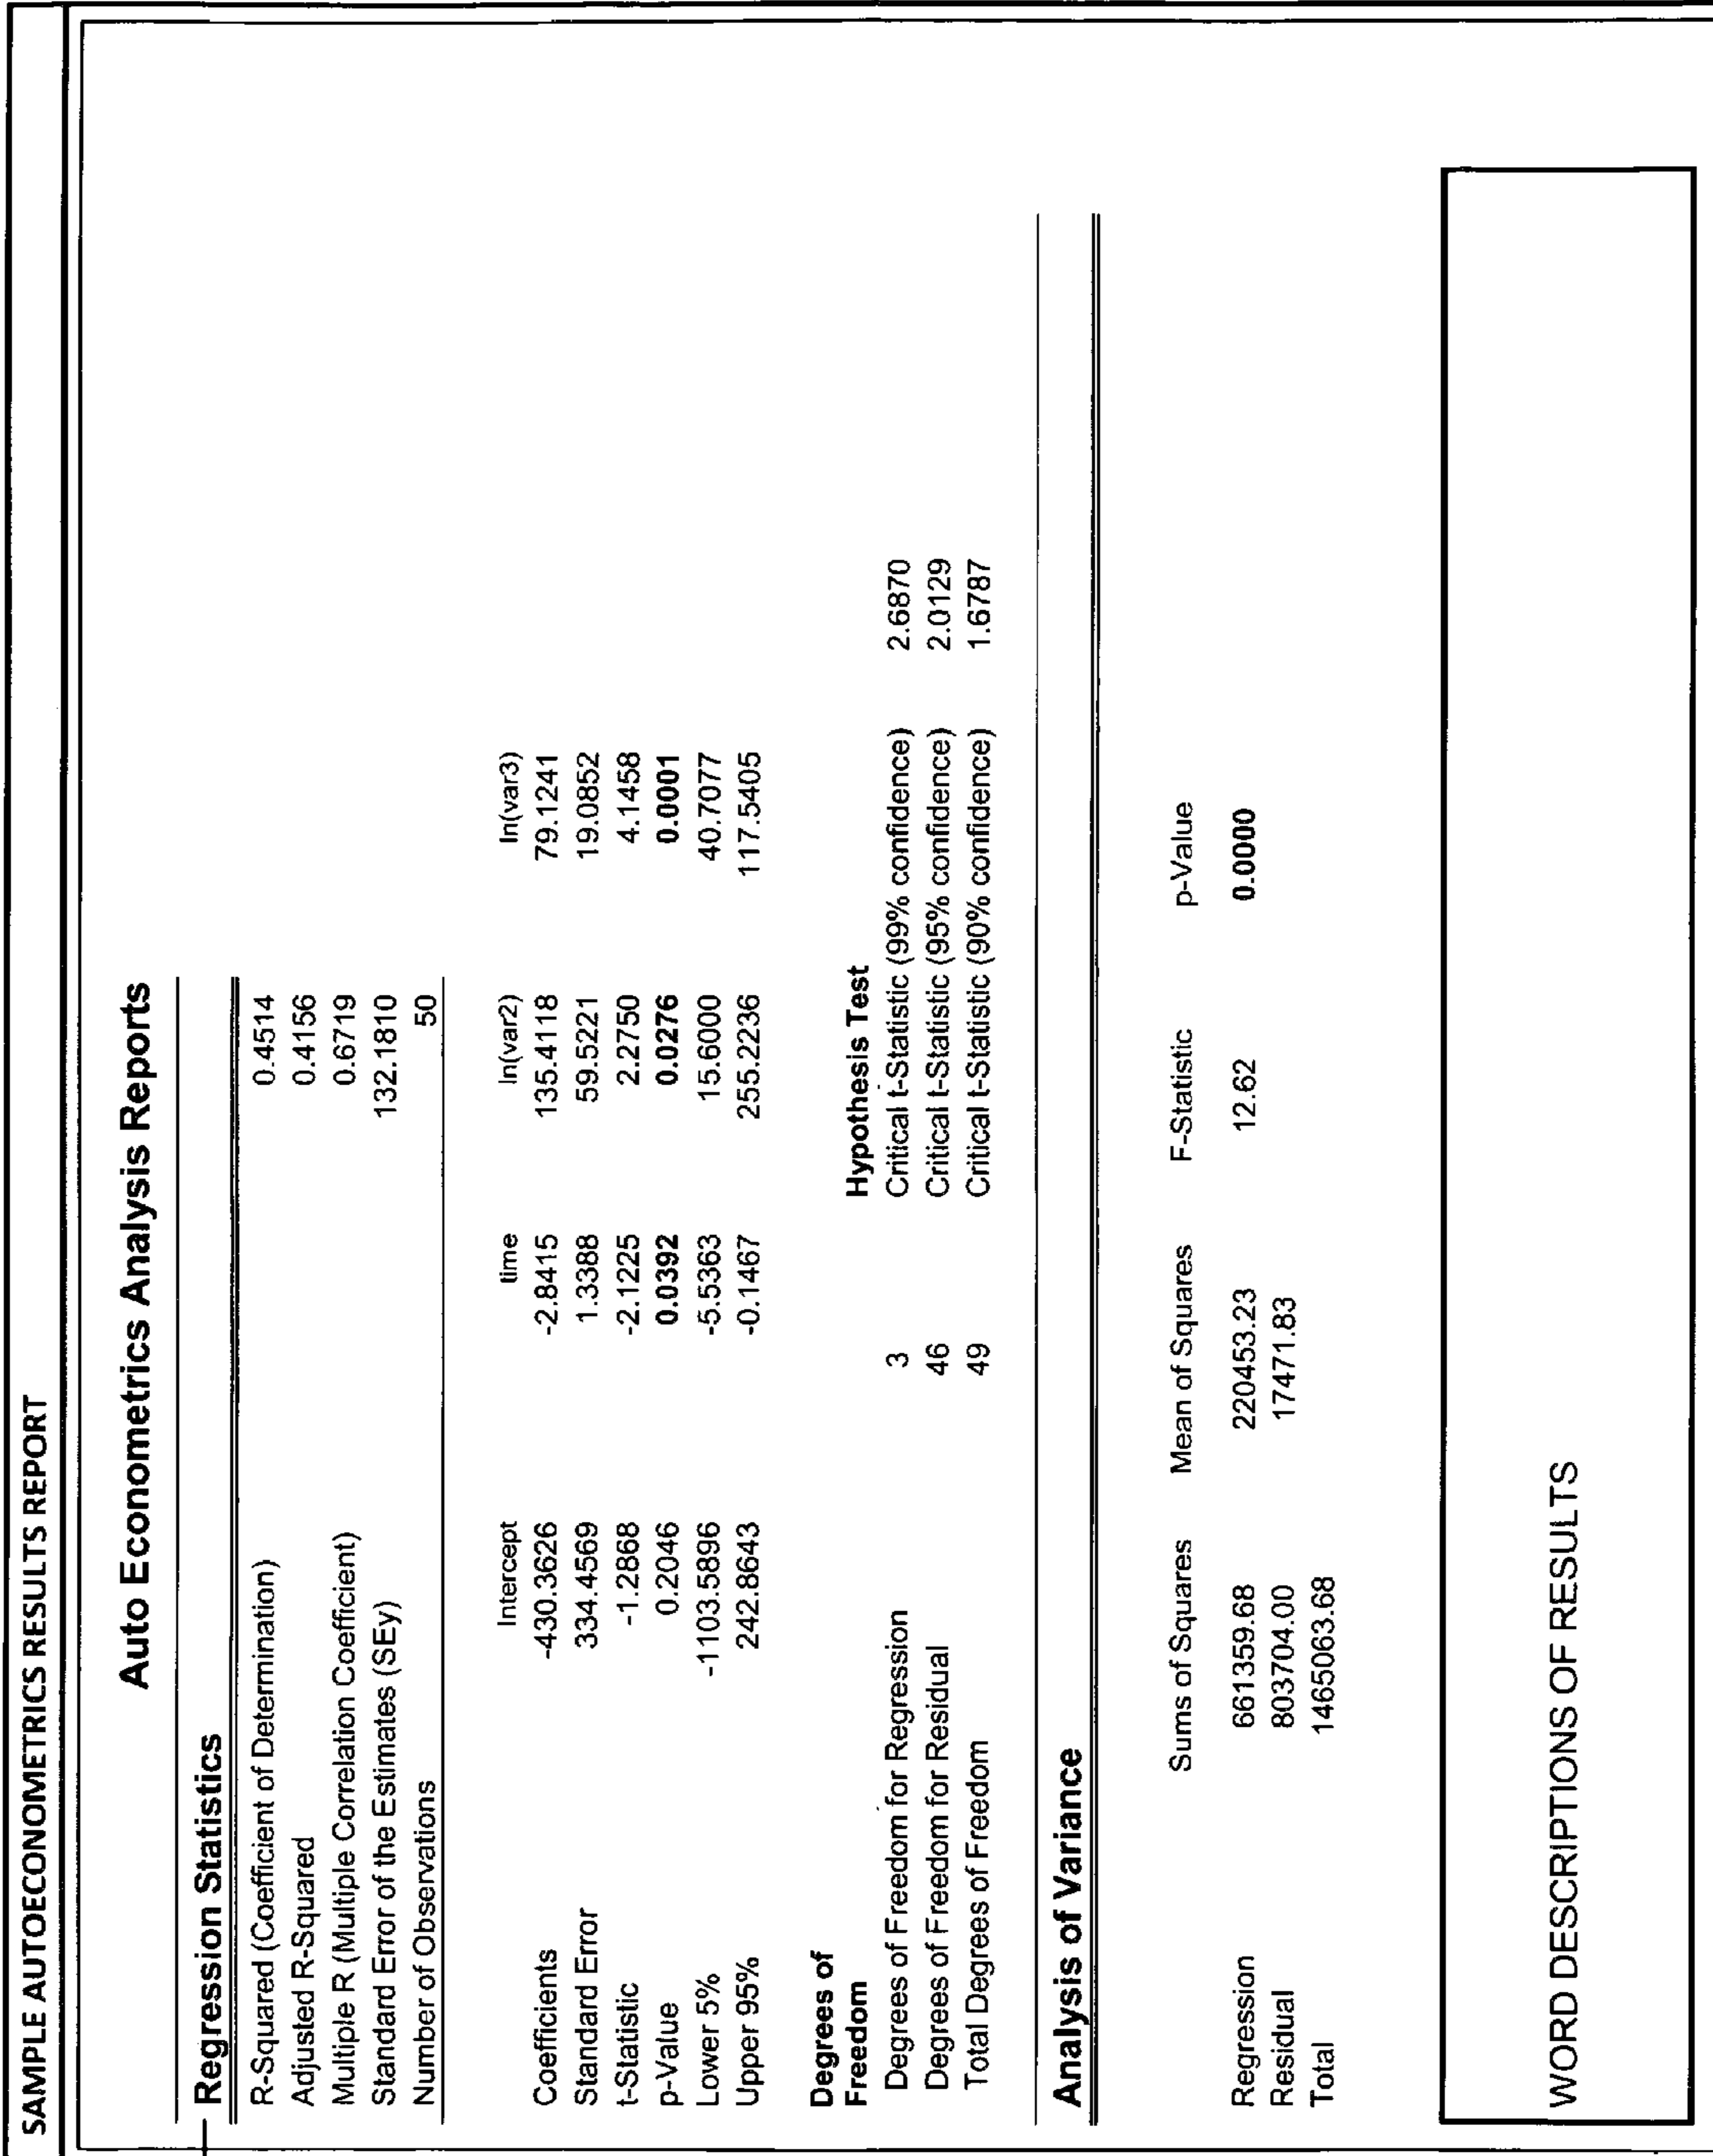 SAMPLE AUTOECONOMETRICS RESULTS REPORT
Auto Econometrics Analysis Reports
Regression Statistics
R-Squared (Coefficient of Determination) 0.4514
Adjusted R-Squared 0.4156
Multiple R (Multiple Correlation Coefficient) 0.6719
Standard Error of the Estimates (SEy) 132.1810
Number of Observations 50
Intercept time ln(var2) ln(var3)
Coefficients -430.3626 -2.8415 135.4118 79.1241
Standard Error 334.4569 1.3388 59.5221 19.0852
t-Statistic -1.2868 -2.1225 2.2750 4.1458
p-Value 0.2046 0.0392 0.0276 0.0001
Lower 5% -1103.5896 -5.5363 15.6000 40.7077
Upper 95% 242.8643 -0.1467 255.2236 117.5405
Degrees of
Freedom Hypothesis Test
Degrees of Freedom for Regression 3 Critical t-Statistic (99% confidence) 2.6870
Degrees of Freedom for Residual 46 Critical t-Statistic (95% confidence) 2.0129
Total Degrees of Freedom 49 Critical t-Statistic (90% confidence) 1.6787
Analysis of Variance
Sums of Squares Mean of Squares F-Statistic p-Value
Regression 661359.68 220453.23 12.62 0.0000
Residual 803704.00 17471.83
Total 1465063.68
WORD DESCRIPTIONS OF RESULTS